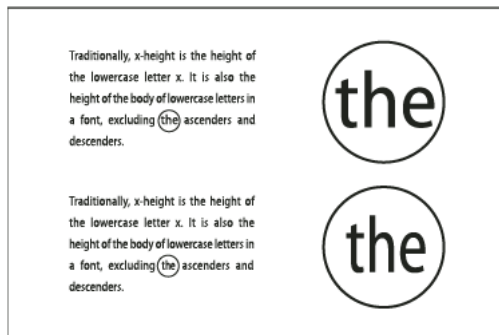 Traditionally, x-height is the height of
the lowercase letter x. It is also the
height of the body of lowercase letters in
a font, excluding the ascenders and
descenders.
the
Traditionally, x-height is the height of
the lowercase letter x. It is also the
height of the body of lowercase letters in
a font, excluding the ascenders and
descenders.
the